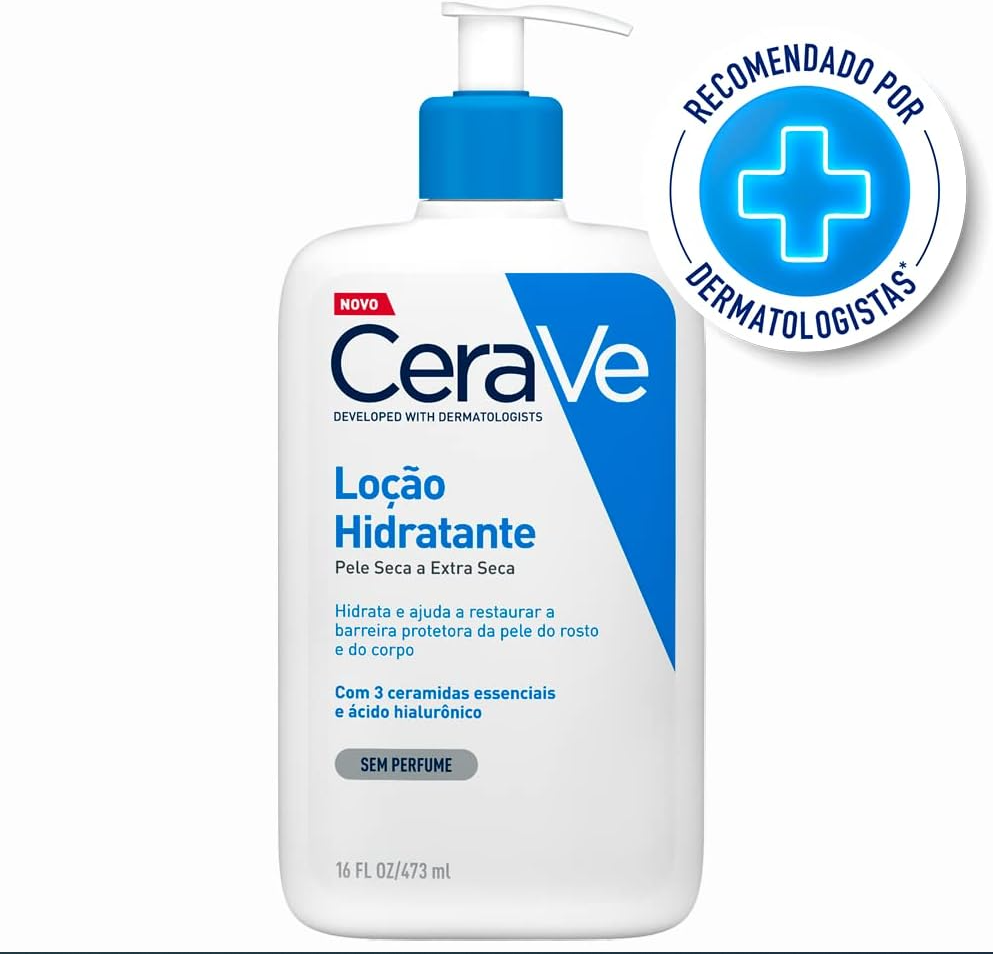 NOVO
CeraVe
DEVELOPED WITH DERMATOLOGISTS
Loção
Hidratante
Pele Seca a Extra Seca
Hidrata e ajuda a restaurar a
barreira protetora da pele do rosto
e do corpo
Com 3 ceramidas essenciais
e ácido hialurônico
SEM PERFUME
16 FL OZ/473 ml
RECOMENDADO POR
DERMATOLOGISTAS*